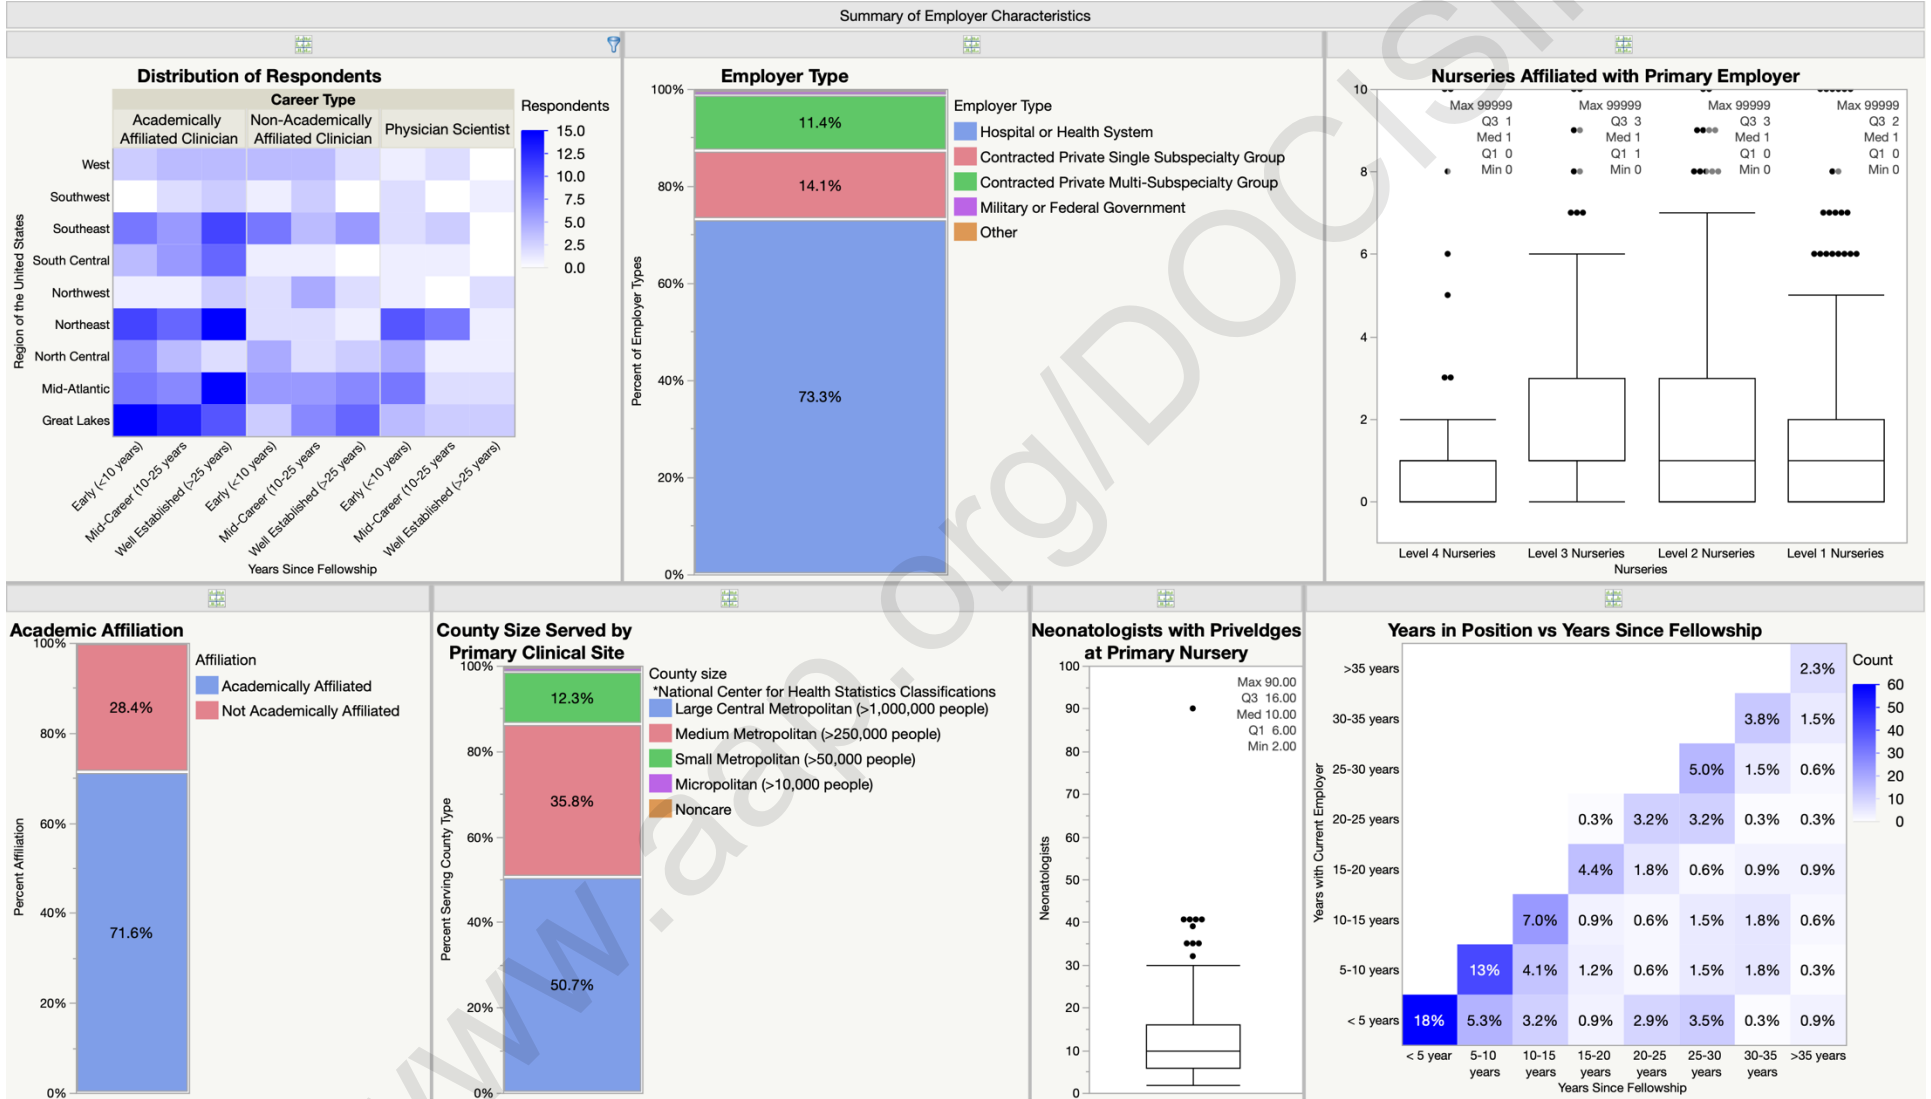 Summary of Employer Characteristics
Distribution of Respondents
Career Type
Academically Affiliated Clinician
Non-Academically Affiliated Clinician
Physician Scientist
Respondents
15.0
12.5
10.0
7.5
5.0
2.5
0.0
Region of the United States
West
Southwest
Southeast
South Central
Northwest
Northeast
North Central
Mid-Atlantic
Great Lakes
Early (<10 years)
Mid-Career (10-25 years
Well Established (>25 years)
Early (<10 years)
Mid-Career (10-25 years
Well Established (>25 years)
Early (<10 years)
Mid-Career (10-25 years
Well Established (>25 years)
Years Since Fellowship
Employer Type
Percent of Employer Types
100%
80%
60%
40%
20%
0%
11.4%
14.1%
73.3%
Employer Type
Hospital or Health System
Contracted Private Single Subspecialty Group
Contracted Private Multi-Subspecialty Group
Military or Federal Government
Other
Nurseries Affiliated with Primary Employer
10
8
6
4
2
0
Max 99999
Q3 1
Med 1
Q1 0
Min 0
Max 99999
Q3 3
Med 1
Q1 1
Min 0
Max 99999
Q3 3
Med 1
Q1 0
Min 0
Max 99999
Q3 2
Med 1
Q1 0
Min 0
Level 4 Nurseries
Level 3 Nurseries
Level 2 Nurseries
Level 1 Nurseries
Nurseries
Academic Affiliation
Percent Affiliation
100%
80%
60%
40%
20%
0%
28.4%
71.6%
Affiliation
Academically Affiliated
Not Academically Affiliated
County Size Served by
Primary Clinical Site
Percent Serving County Type
100%
80%
60%
40%
20%
0%
12.3%
35.8%
50.7%
County size
*National Center for Health Statistics Classifications
Large Central Metropolitan (>1,000,000 people)
Medium Metropolitan (>250,000 people)
Small Metropolitan (>50,000 people)
Micropolitan (>10,000 people)
Noncare
Neonatologists with Priveldges
at Primary Nursery
Neonatologists
100
90
80
70
60
50
40
30
20
10
0
Max 90.00
Q3 16.00
Med 10.00
Q1 6.00
Min 2.00
Years in Position vs Years Since Fellowship
Years with Current Employer
>35 years 2.3%
30-35 years 3.8% 1.5%
25-30 years 5.0% 1.5% 0.6%
20-25 years 0.3% 3.2% 3.2% 0.3% 0.3%
15-20 years 4.4% 1.8% 0.6% 0.9% 0.9%
10-15 years 7.0% 0.9% 0.6% 1.5% 1.8% 0.6%
5-10 years 13% 4.1% 1.2% 0.6% 1.5% 1.8% 0.3%
< 5 years 18% 5.3% 3.2% 0.9% 2.9% 3.5% 0.3% 0.9%
< 5 year
5-10 years
10-15 years
15-20 years
20-25 years
25-30 years
30-35 years
>35 years
Years Since Fellowship
Count
60
50
40
30
20
10
0
www.aap.org/DOCISi